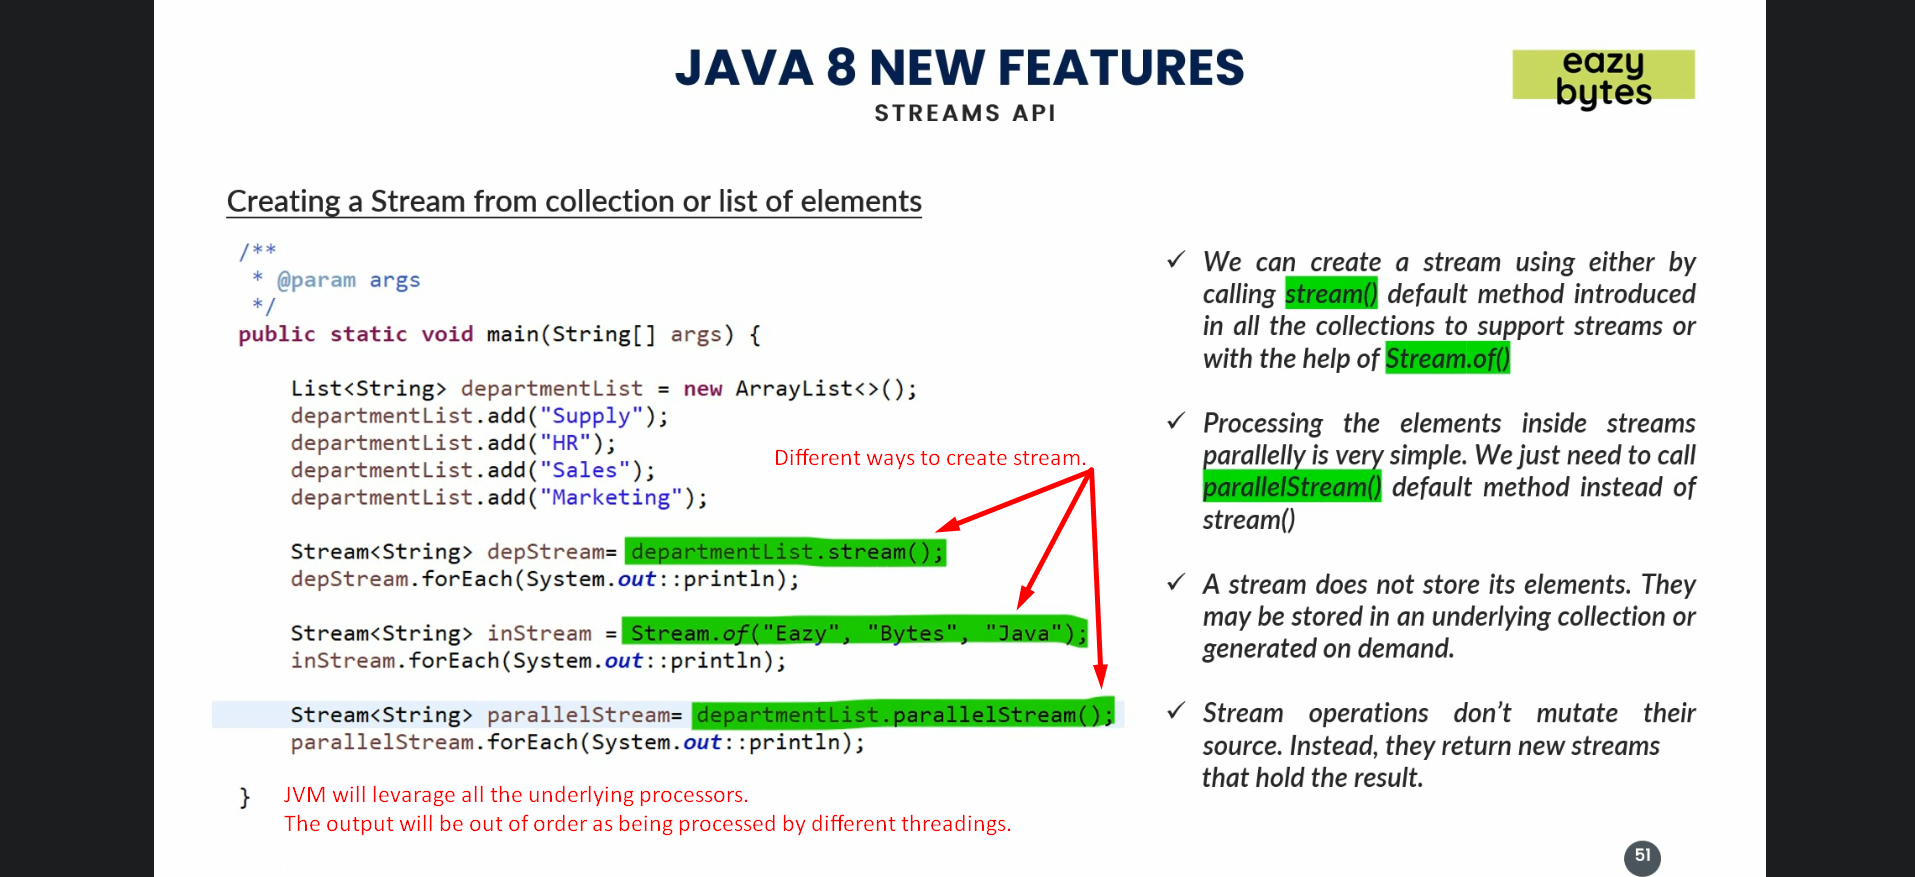 JAVA 8 NEW FEATURES
STREAMS API
eazy
bytes
Creating a Stream from collection or list of elements
/**
* @param args
*/
public static void main(String[] args) {
List<String> departmentList = new ArrayList<>();
departmentList.add("Supply");
departmentList.add("HR");
departmentList.add("Sales");
departmentList.add("Marketing");
Different ways to create stream.
Stream<String> depStream= departmentList.stream();
depStream.forEach(System.out::println);
Stream<String> inStream = Stream.of("Eazy", "Bytes", "Java");
inStream.forEach(System.out::println);
Stream<String> parallelStream= departmentList.parallelStream();
parallelStream.forEach(System.out::println);
}
JVM will levarage all the underlying processors.
The output will be out of order as being processed by different threadings.
✓ We can create a stream using either by
calling stream() default method introduced
in all the collections to support streams or
with the help of Stream.of()
✓ Processing the elements inside streams
parallelly is very simple. We just need to call
parallelStream() default method instead of
stream()
✓ A stream does not store its elements. They
may be stored in an underlying collection or
generated on demand.
✓ Stream operations don’t mutate their
source. Instead, they return new streams
that hold the result.
51